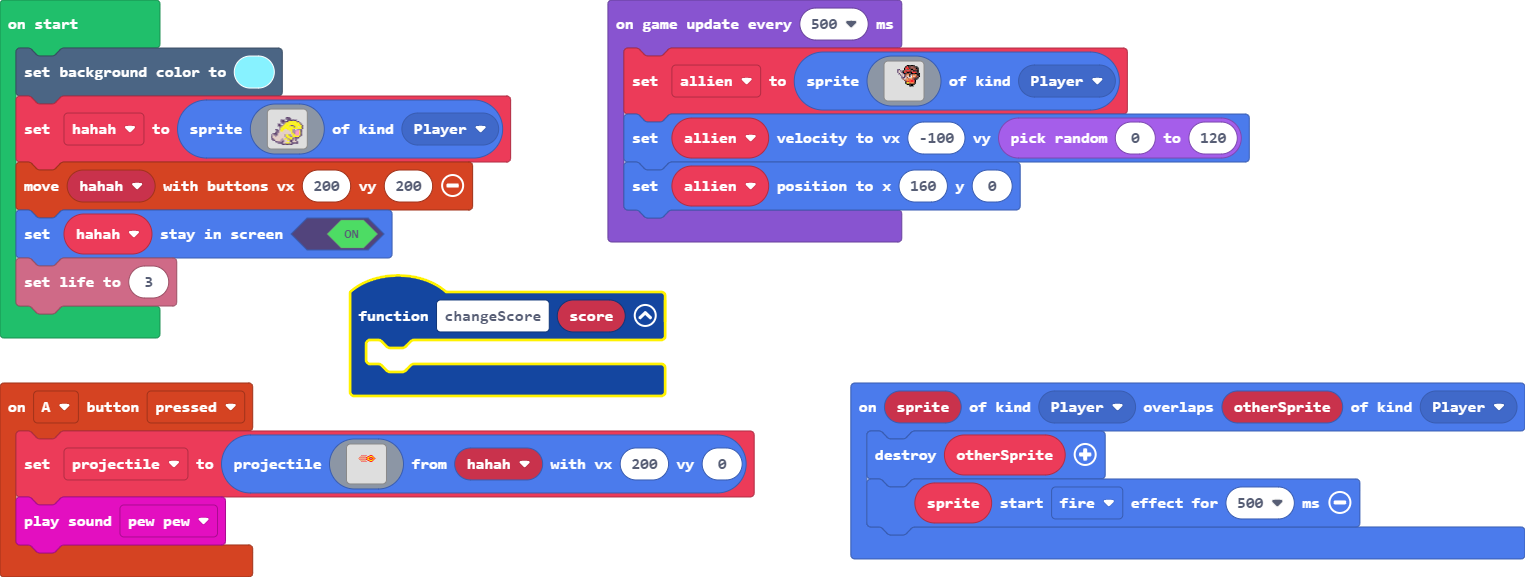 on start
set background color to
set hahah to sprite of kind Player
move hahah with buttons vx 200 vy 200
set hahah stay in screen ON
set life to 3
on game update every 500 ms
set allien to sprite of kind Player
set allien velocity to vx -100 vy pick random 0 to 120
set allien position to x 160 y 0
function changeScore score
on A button pressed
set projectile to projectile from hahah with vx 200 vy 0
play sound pew pew
on sprite of kind Player overlaps otherSprite of kind Player
destroy otherSprite
sprite start fire effect for 500 ms